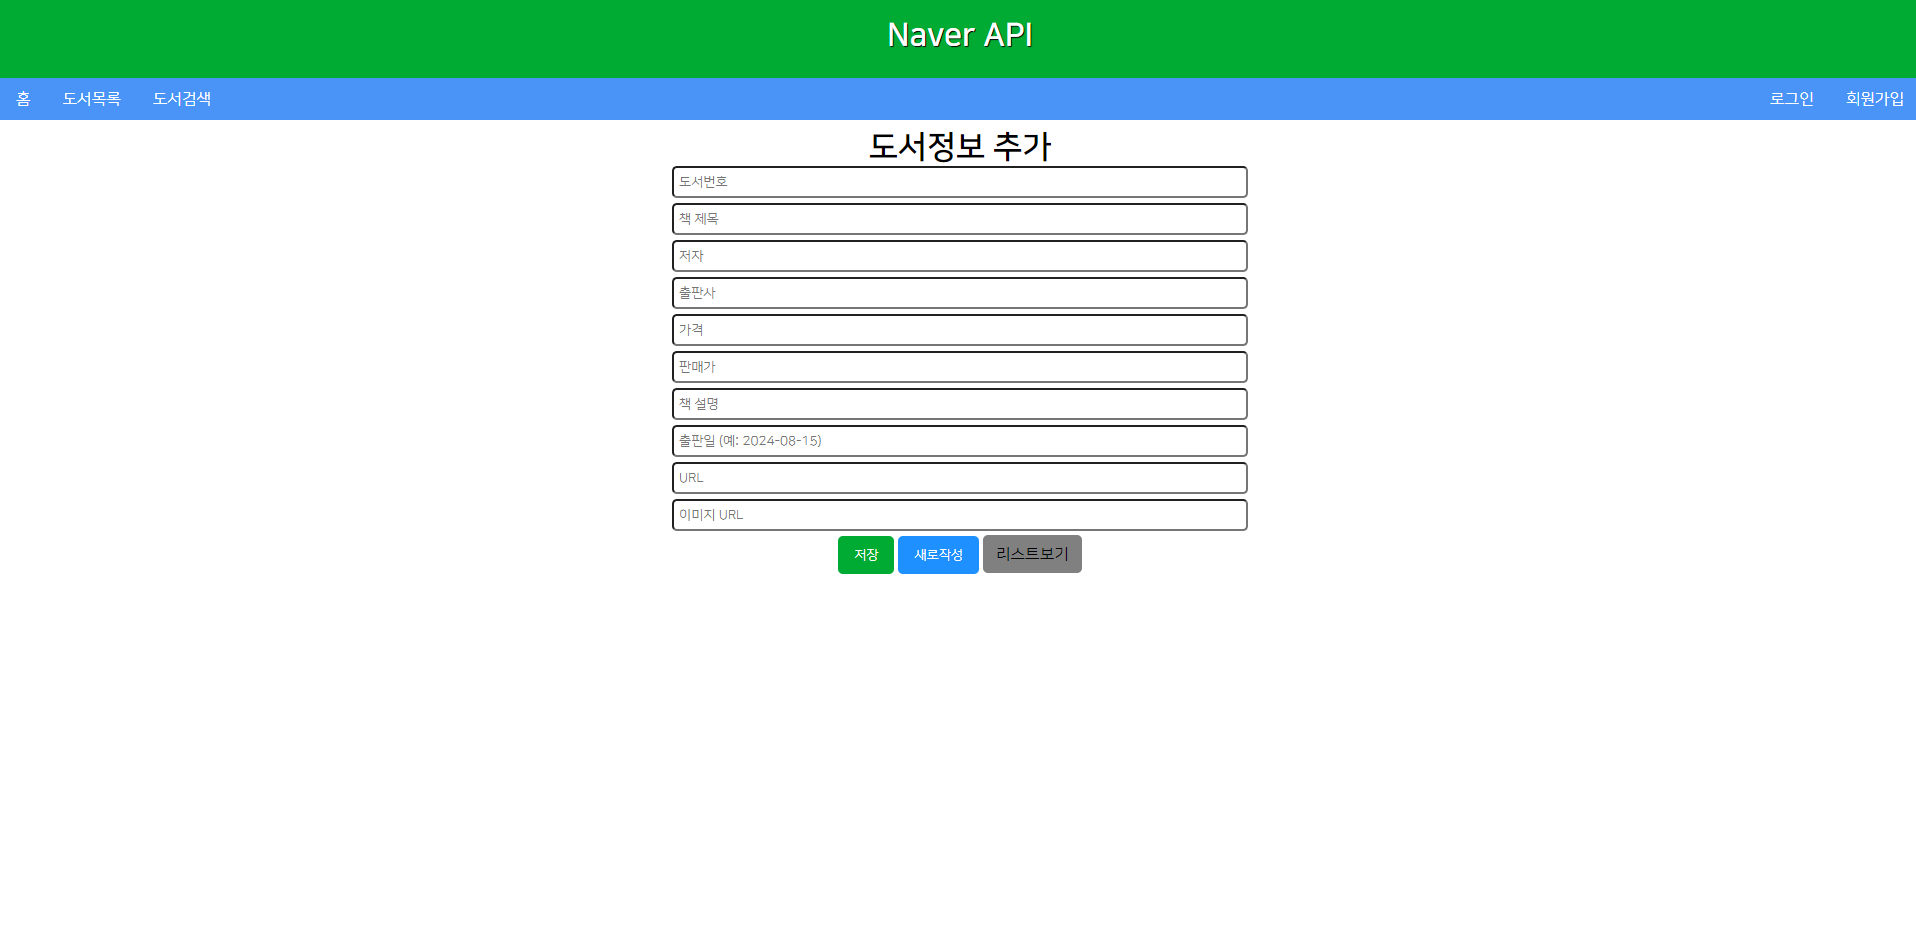 Naver API
홈 도서목록 도서검색 로그인 회원가입
도서정보 추가
도서번호
책 제목
저자
출판사
가격
판매가
책 설명
출판일 (예: 2024-08-15)
URL
이미지 URL
저장 새로작성 리스트보기